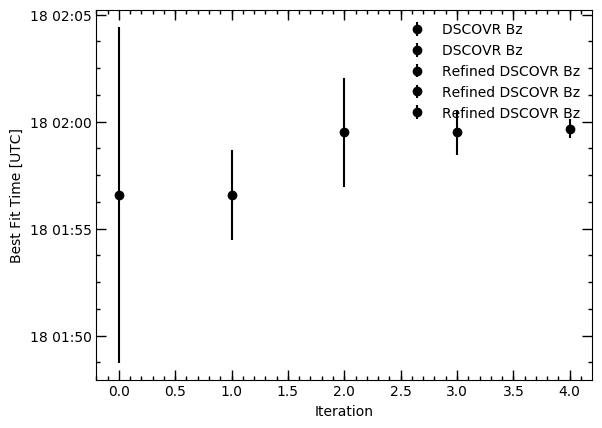 18 02:05
18 02:00
18 01:55
18 01:50
Best Fit Time [UTC]
DSCOVR Bz
DSCOVR Bz
Refined DSCOVR Bz
Refined DSCOVR Bz
Refined DSCOVR Bz
0.0 0.5 1.0 1.5 2.0 2.5 3.0 3.5 4.0
Iteration